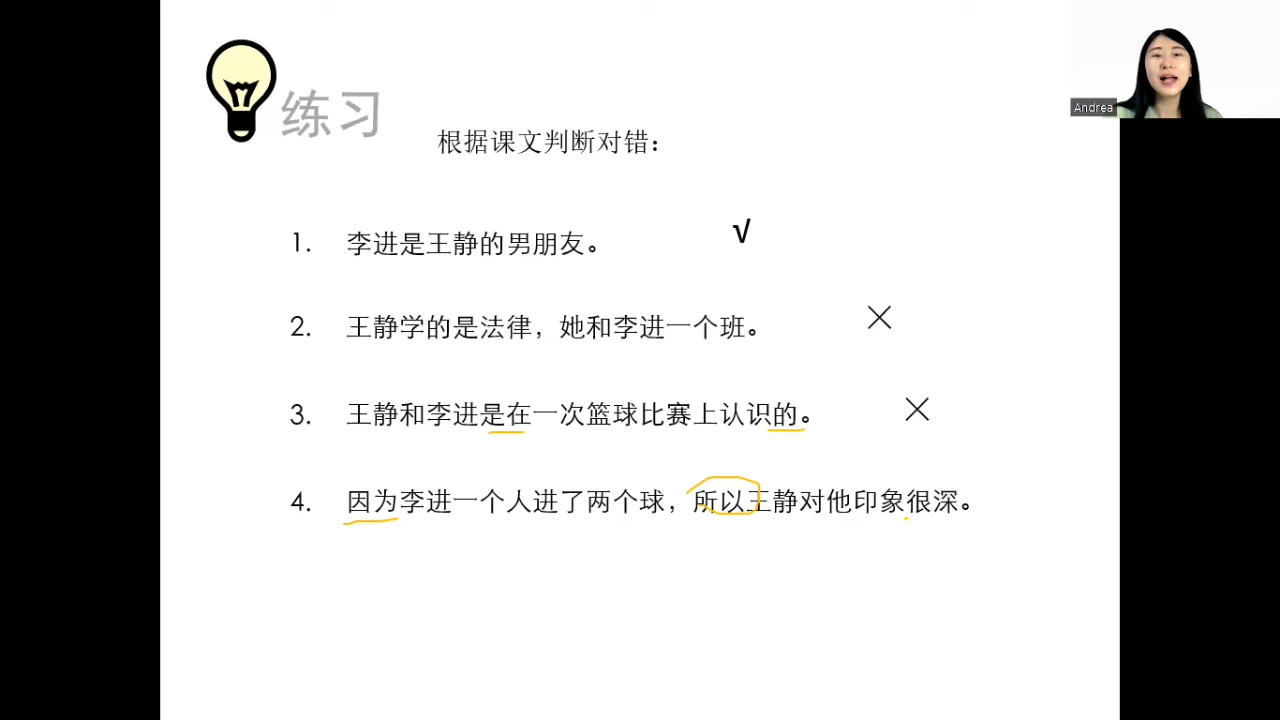 练习
根据课文判断对错：
Andrea
1. 李进是王静的男朋友。 √
2. 王静学的是法律，她和李进一个班。 ×
3. 王静和李进是在一次篮球比赛上认识的。 ×
4. 因为李进一个人进了两个球，所以王静对他印象很深。